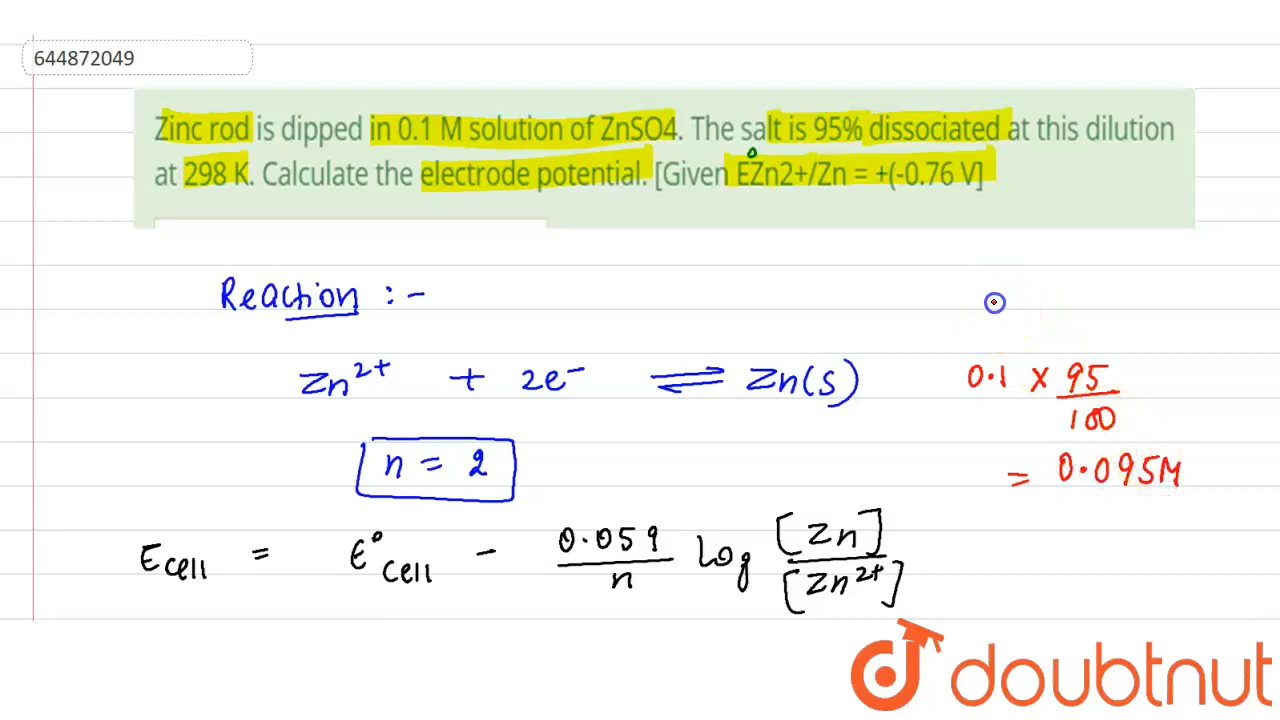 644872049
Zinc rod is dipped in 0.1 M solution of ZnSO4. The salt is 95% dissociated at this dilution
at 298 K. Calculate the electrode potential. [Given E°Zn2+/Zn = +(-0.76 V]
Reaction :-
Zn²⁺ + 2e⁻ ⇌ Zn(s)
0.1 × 95/100
n = 2
= 0.095M
Ecell = E°cell - 0.059/n log [Zn]/[Zn²⁺]
doubtnut